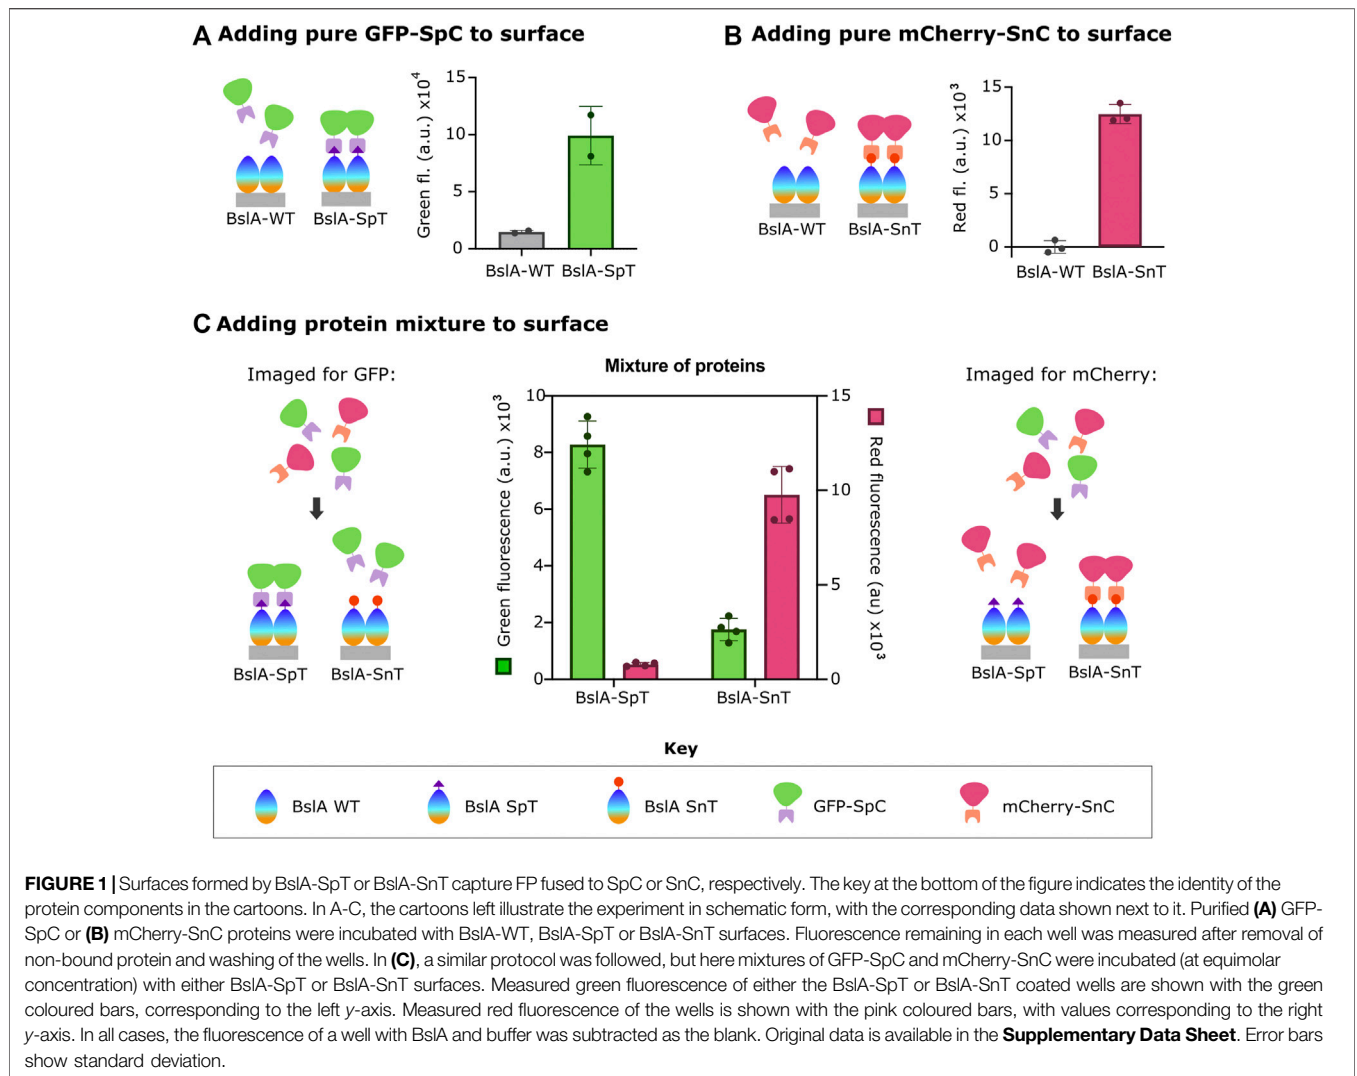 A Adding pure GFP-SpC to surface
Green fl. (a.u.) x10⁴
15
10
5
0
BslA-WT
BslA-SpT
BslA-WT BslA-SpT
B Adding pure mCherry-SnC to surface
Red fl. (a.u.) x10³
15
10
5
0
BslA-WT
BslA-SnT
BslA-WT BslA-SnT
C Adding protein mixture to surface
Imaged for GFP:
BslA-SpT
BslA-SnT
Mixture of proteins
Green fluorescence (a.u.) x10³
10
8
6
4
2
0
15
10
5
0
Red fluorescence (au) x10³
BslA-SpT
BslA-SnT
Imaged for mCherry:
BslA-SpT
BslA-SnT
Key
BslA WT
BslA SpT
BslA SnT
GFP-SpC
mCherry-SnC
FIGURE 1 | Surfaces formed by BslA-SpT or BslA-SnT capture FP fused to SpC or SnC, respectively. The key at the bottom of the figure indicates the identity of the
protein components in the cartoons. In A-C, the cartoons left illustrate the experiment in schematic form, with the corresponding data shown next to it. Purified (A) GFP-
SpC or (B) mCherry-SnC proteins were incubated with BslA-WT, BslA-SpT or BslA-SnT surfaces. Fluorescence remaining in each well was measured after removal of
non-bound protein and washing of the wells. In (C), a similar protocol was followed, but here mixtures of GFP-SpC and mCherry-SnC were incubated (at equimolar
concentration) with either BslA-SpT or BslA-SnT surfaces. Measured green fluorescence of either the BslA-SpT or BslA-SnT coated wells are shown with the green
coloured bars, corresponding to the left y-axis. Measured red fluorescence of the wells is shown with the pink coloured bars, with values corresponding to the right
y-axis. In all cases, the fluorescence of a well with BslA and buffer was subtracted as the blank. Original data is available in the Supplementary Data Sheet. Error bars
show standard deviation.